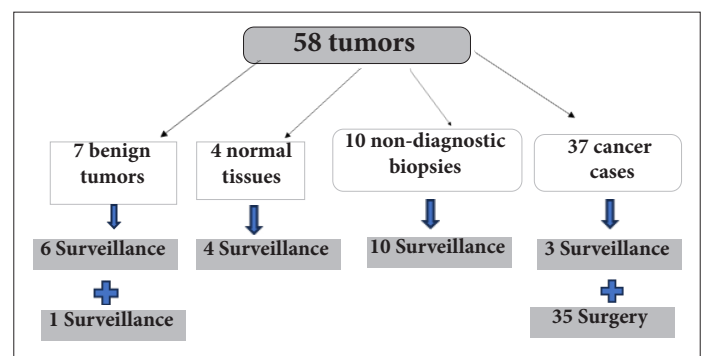 58 tumors
7 benign
tumors
4 normal
tissues
10 non-diagnostic
biopsies
37 cancer
cases
6 Surveillance
4 Surveillance
10 Surveillance
3 Surveillance
1 Surveillance
35 Surgery